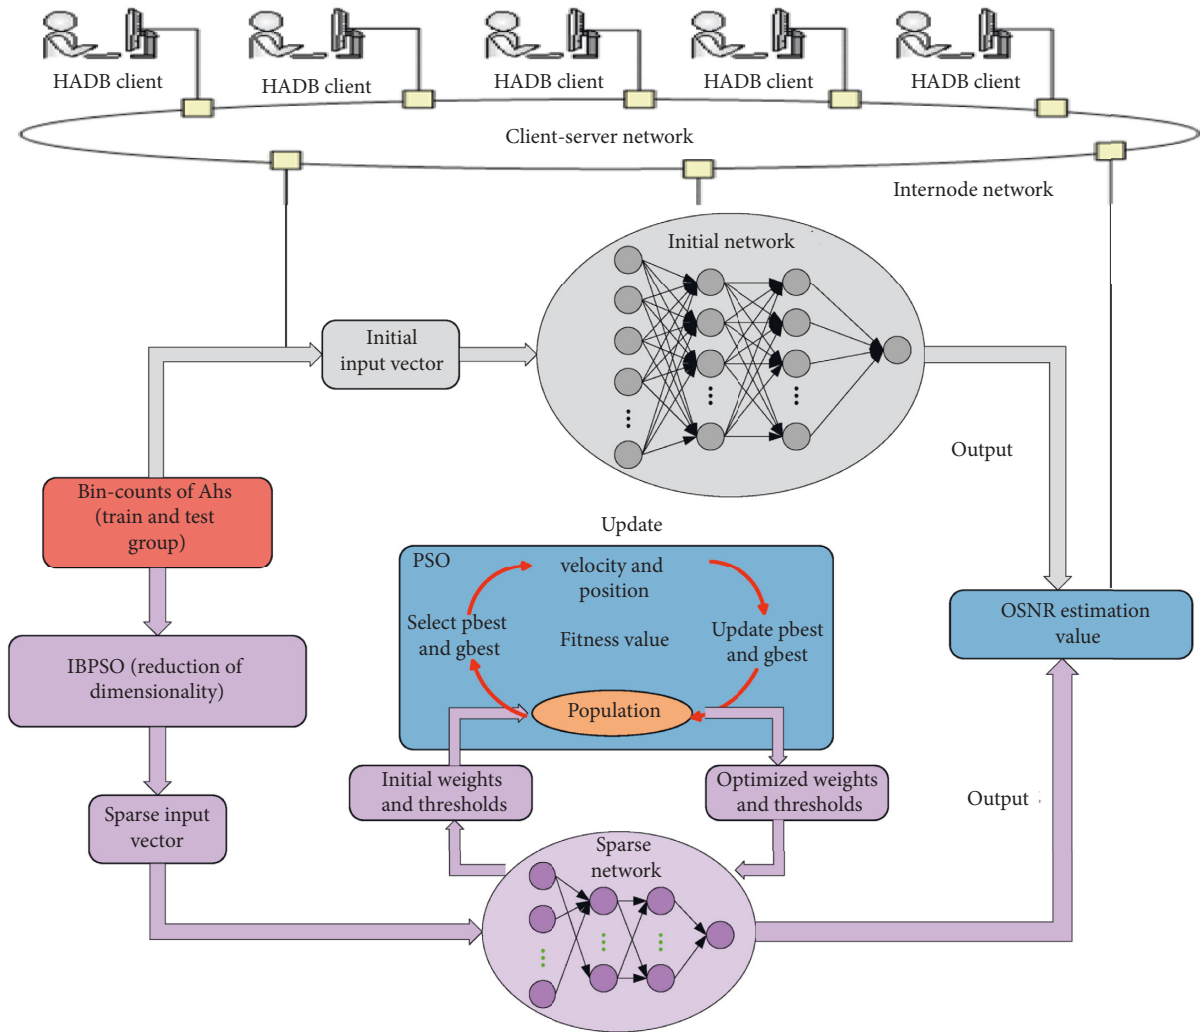 HADB client
HADB client
HADB client
HADB client
HADB client
Client-server network
Internode network
Initial network
Initial
input vector
Output
Bin-counts of Ahs
(train and test
group)
Update
PSO
velocity and
position
Select pbest
and gbest
Fitness value
Update pbest
and gbest
Population
OSNR estimation
value
IBPSO (reduction of
dimensionality)
Initial weights
and thresholds
Optimized weights
and thresholds
Output
Sparse input
vector
Sparse
network